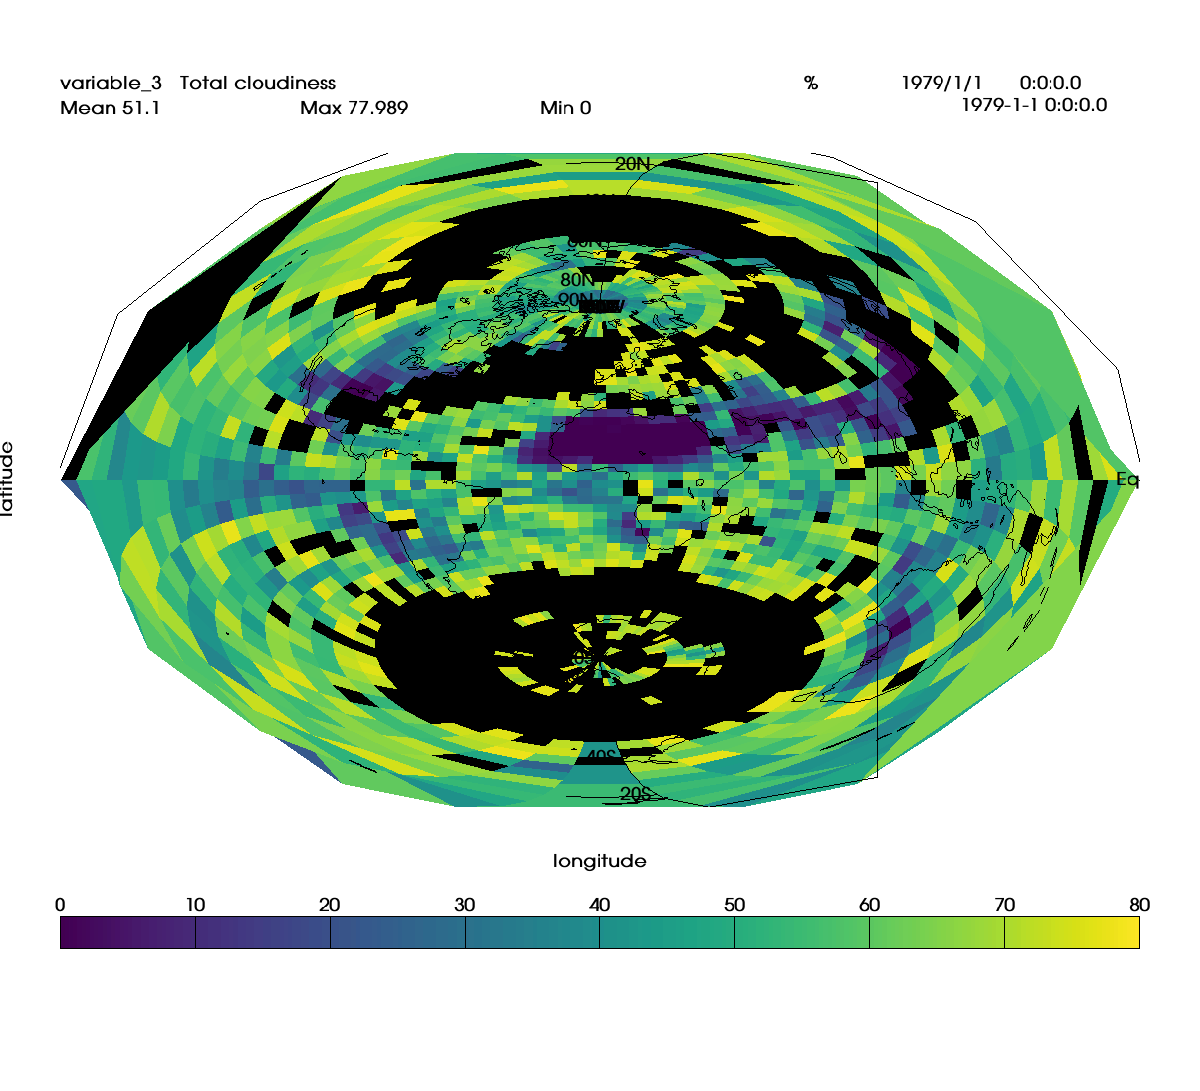 variable_3 Total cloudiness % 1979/1/1 0:0:0.0
Mean 51.1 Max 77.989 Min 0 1979-1-1 0:0:0.0
20N
80N
90N
latitude
Eq
40S
20S
longitude
0 10 20 30 40 50 60 70 80